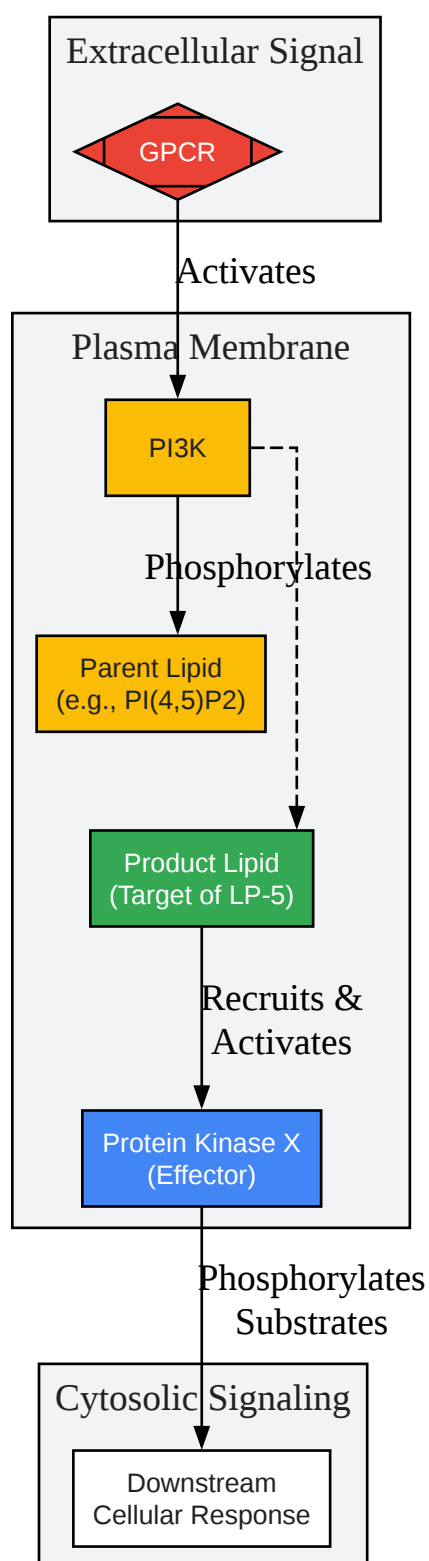 Extracellular Signal
GPCR
Activates
Plasma Membrane
PI3K
Phosphorylates
Parent Lipid
(e.g., PI(4,5)P2)
Product Lipid
(Target of LP-5)
Recruits &
Activates
Protein Kinase X
(Effector)
Phosphorylates
Substrates
Cytosolic Signaling
Downstream
Cellular Response